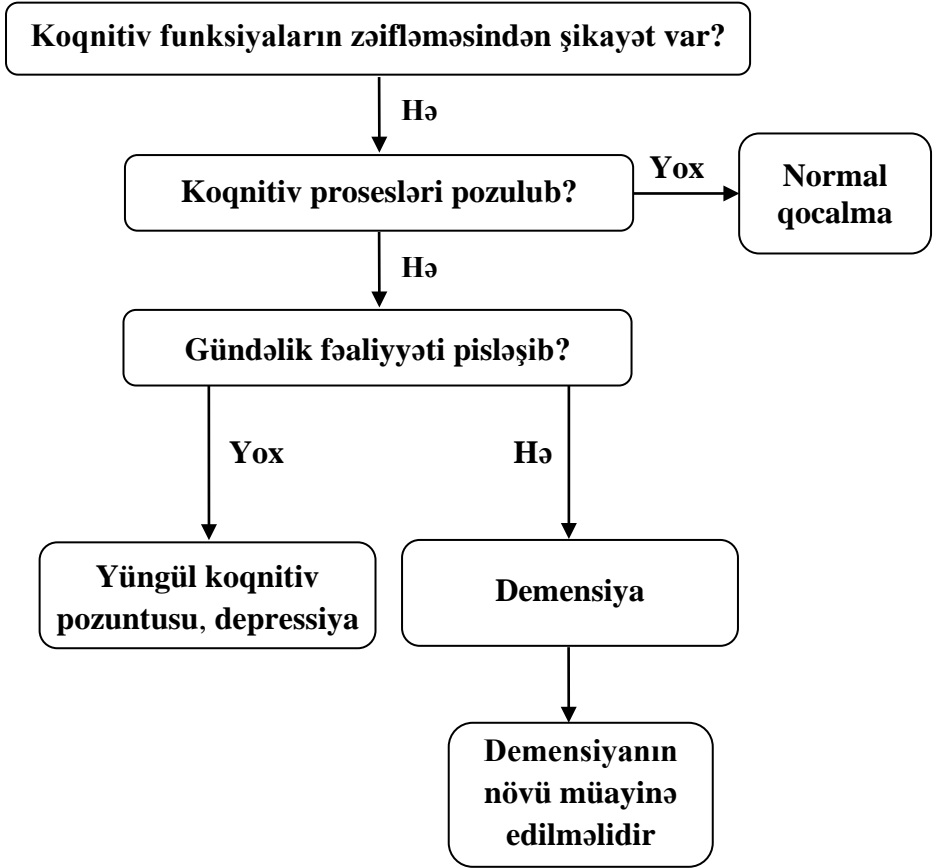 Koqnitiv funksiyaların zəifləməsindən şikayət var?
Hə
Koqnitiv prosesləri pozulub?
Yox
Normal
qocalma
Hə
Gündəlik fəaliyyəti pisləşib?
Yox
Hə
Yüngül koqnitiv
pozuntusu, depressiya
Demensiya
Demensiyanın
növü müayinə
edilməlidir